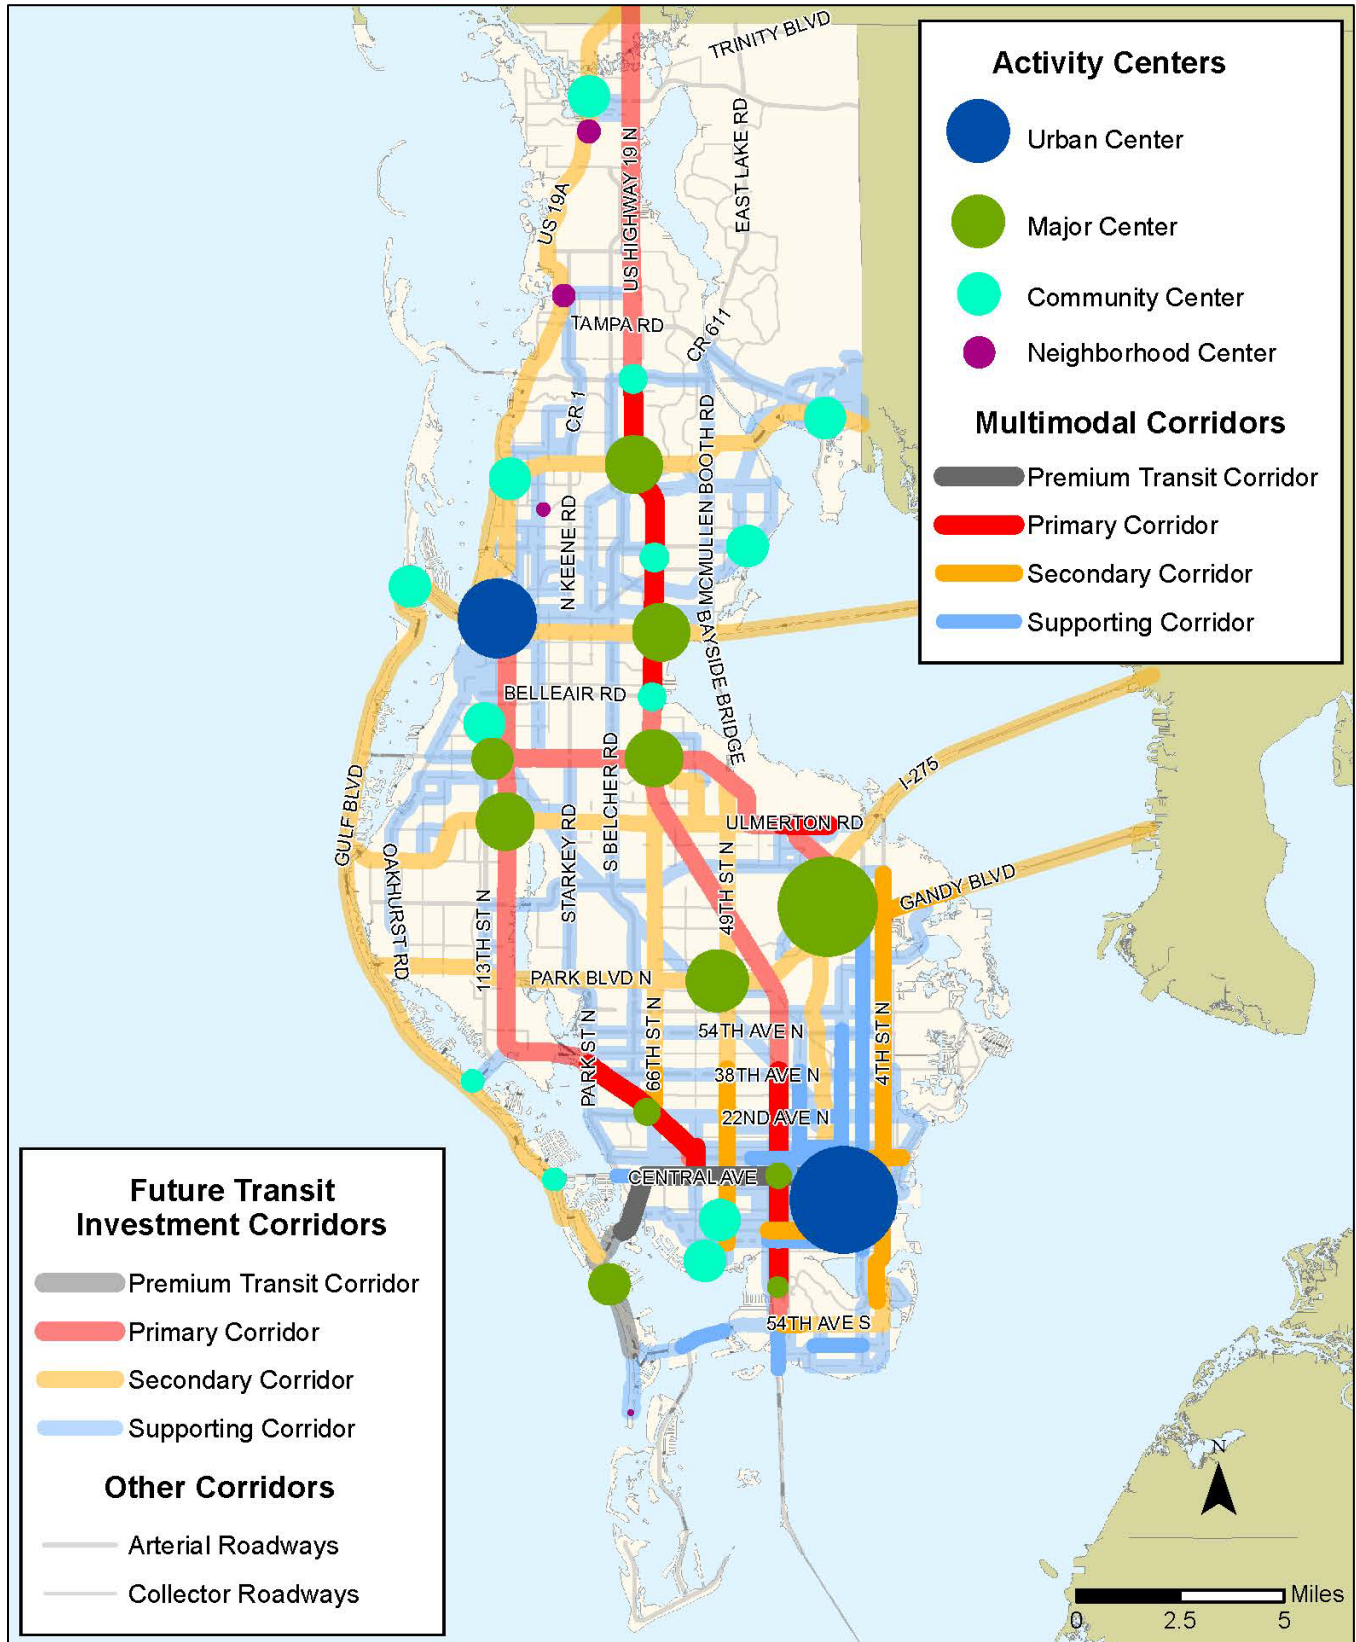 TRINITY BLVD
Activity Centers
Urban Center
Major Center
Community Center
Neighborhood Center
Multimodal Corridors
Premium Transit Corridor
Primary Corridor
Secondary Corridor
Supporting Corridor
EAST LAKE RD
US HIGHWAY 19 N
US 19A
TAMPA RD
CR 611
CR 1
MCMULLEN BOOTH RD
N KEENE RD
BAYSIDE BRIDGE
BELLEAIR RD
S BELCHER RD
I-275
GULF BLVD
ULMERTON RD
OAKHURST RD
STARKEY RD
49TH ST N
GANDY BLVD
113TH ST N
PARK BLVD N
54TH AVE N
PARK ST N
66TH ST N
4TH ST N
38TH AVE N
22ND AVE N
CENTRAL AVE
54TH AVE S
Future Transit
Investment Corridors
Premium Transit Corridor
Primary Corridor
Secondary Corridor
Supporting Corridor
Other Corridors
Arterial Roadways
Collector Roadways
N
Miles
0 2.5 5